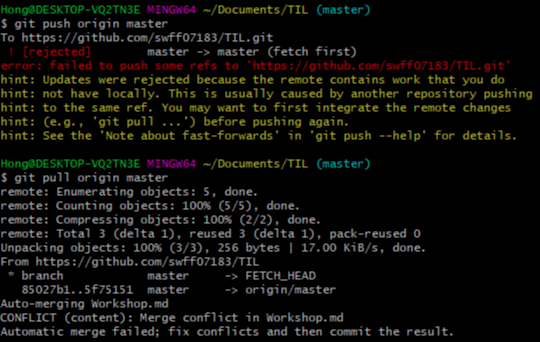 Hong@DESKTOP-VQ2TN3E MINGW64 ~/Documents/TIL (master)
$ git push origin master
To https://github.com/swff07183/TIL.git
 ! [rejected]        master -> master (fetch first)
error: failed to push some refs to 'https://github.com/swff07183/TIL.git'
hint: Updates were rejected because the remote contains work that you do
hint: not have locally. This is usually caused by another repository pushing
hint: to the same ref. You may want to first integrate the remote changes
hint: (e.g., 'git pull ...') before pushing again.
hint: See the 'Note about fast-forwards' in 'git push --help' for details.
Hong@DESKTOP-VQ2TN3E MINGW64 ~/Documents/TIL (master)
$ git pull origin master
remote: Enumerating objects: 5, done.
remote: Counting objects: 100% (5/5), done.
remote: Compressing objects: 100% (2/2), done.
remote: Total 3 (delta 1), reused 3 (delta 1), pack-reused 0
Unpacking objects: 100% (3/3), 256 bytes | 17.00 KiB/s, done.
From https://github.com/swff07183/TIL
 * branch            master     -> FETCH_HEAD
   85027b1..5f75151  master     -> origin/master
Auto-merging Workshop.md
CONFLICT (content): Merge conflict in Workshop.md
Automatic merge failed; fix conflicts and then commit the result.